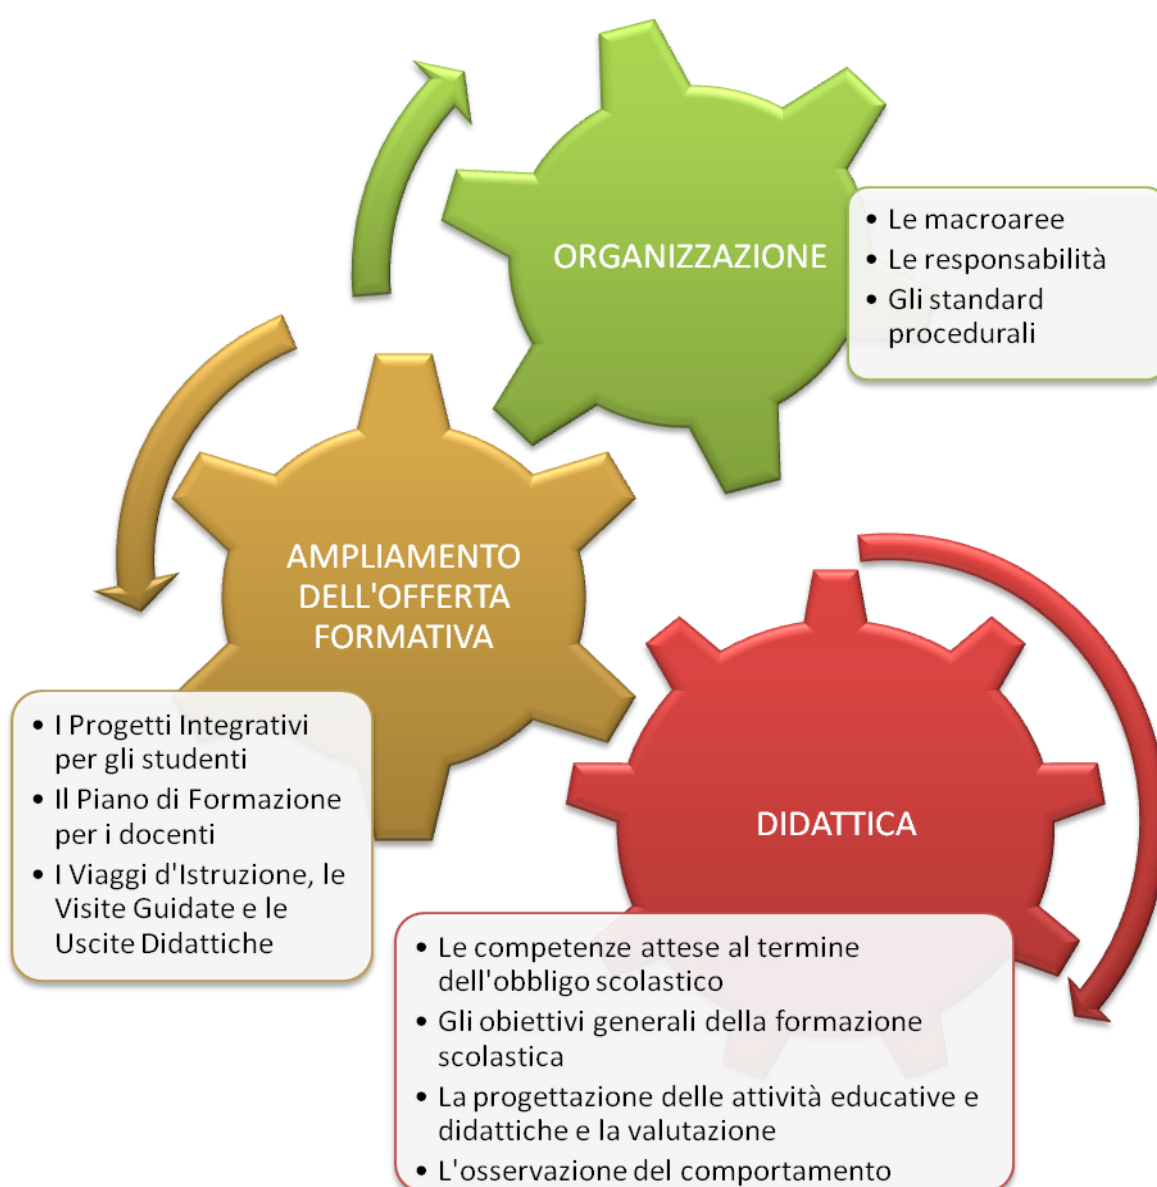 ORGANIZZAZIONE
• Le macroaree
• Le responsabilità
• Gli standard
procedurali
AMPLIAMENTO
DELL'OFFERTA
FORMATIVA
• I Progetti Integrativi
per gli studenti
• Il Piano di Formazione
per i docenti
• I Viaggi d'Istruzione, le
Visite Guidate e le
Uscite Didattiche
DIDATTICA
• Le competenze attese al termine
dell'obbligo scolastico
• Gli obiettivi generali della formazione
scolastica
• La progettazione delle attività educative e
didattiche e la valutazione
• L'osservazione del comportamento